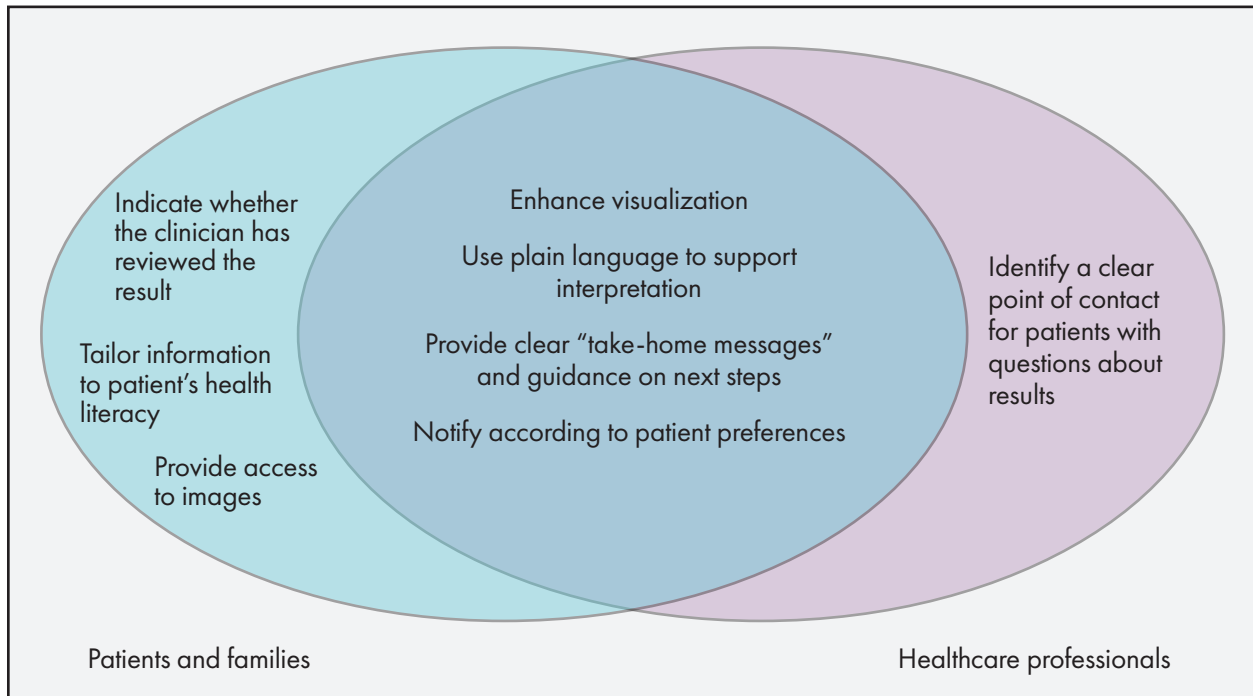 Indicate whether
the clinician has
reviewed the
result
Tailor information
to patient’s health
literacy
Provide access
to images
Enhance visualization
Use plain language to support
interpretation
Provide clear “take-home messages”
and guidance on next steps
Notify according to patient preferences
Identify a clear
point of contact
for patients with
questions about
results
Patients and families
Healthcare professionals